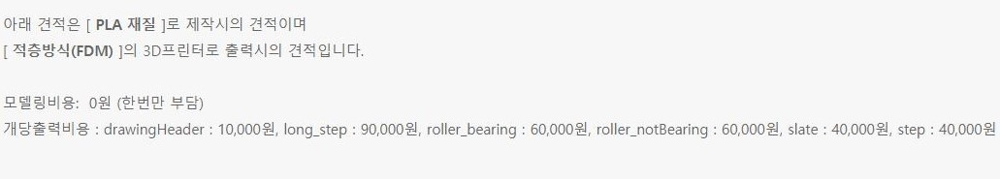 아래 견적은 [ PLA 재질 ]로 제작시의 견적이며
[ 적층방식(FDM) ]의 3D프린터로 출력시의 견적입니다.
모델링비용: 0원 (한번만 부담)
개당출력비용 : drawingHeader : 10,000원, long_step : 90,000원, roller_bearing : 60,000원, roller_notBearing : 60,000원, slate : 40,000원, step : 40,000원